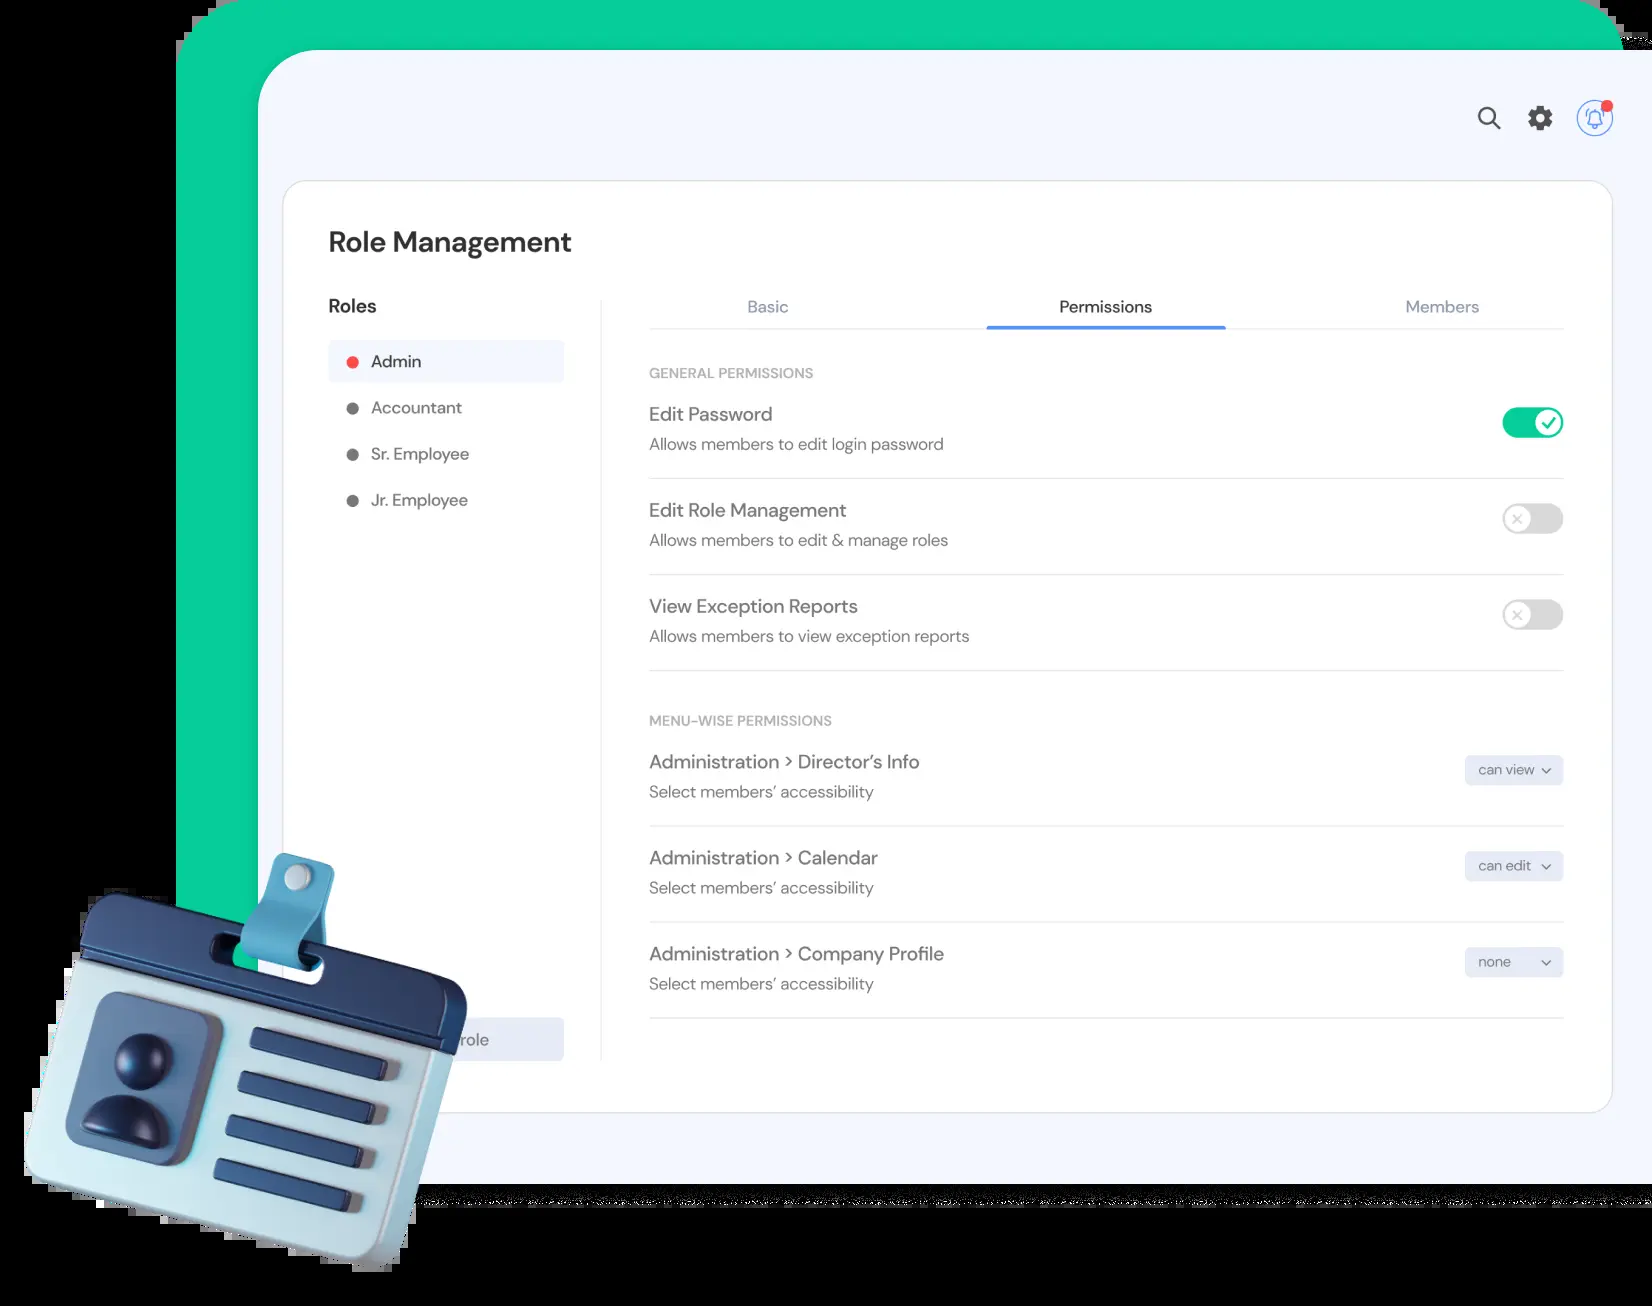 Role Management
Roles
Admin
Accountant
Sr. Employee
Jr. Employee
role
Basic
Permissions
Members
GENERAL PERMISSIONS
Edit Password
Allows members to edit login password
Edit Role Management
Allows members to edit & manage roles
View Exception Reports
Allows members to view exception reports
MENU-WISE PERMISSIONS
Administration > Director’s Info
can view
Select members’ accessibility
Administration > Calendar
can edit
Select members’ accessibility
Administration > Company Profile
none
Select members’ accessibility